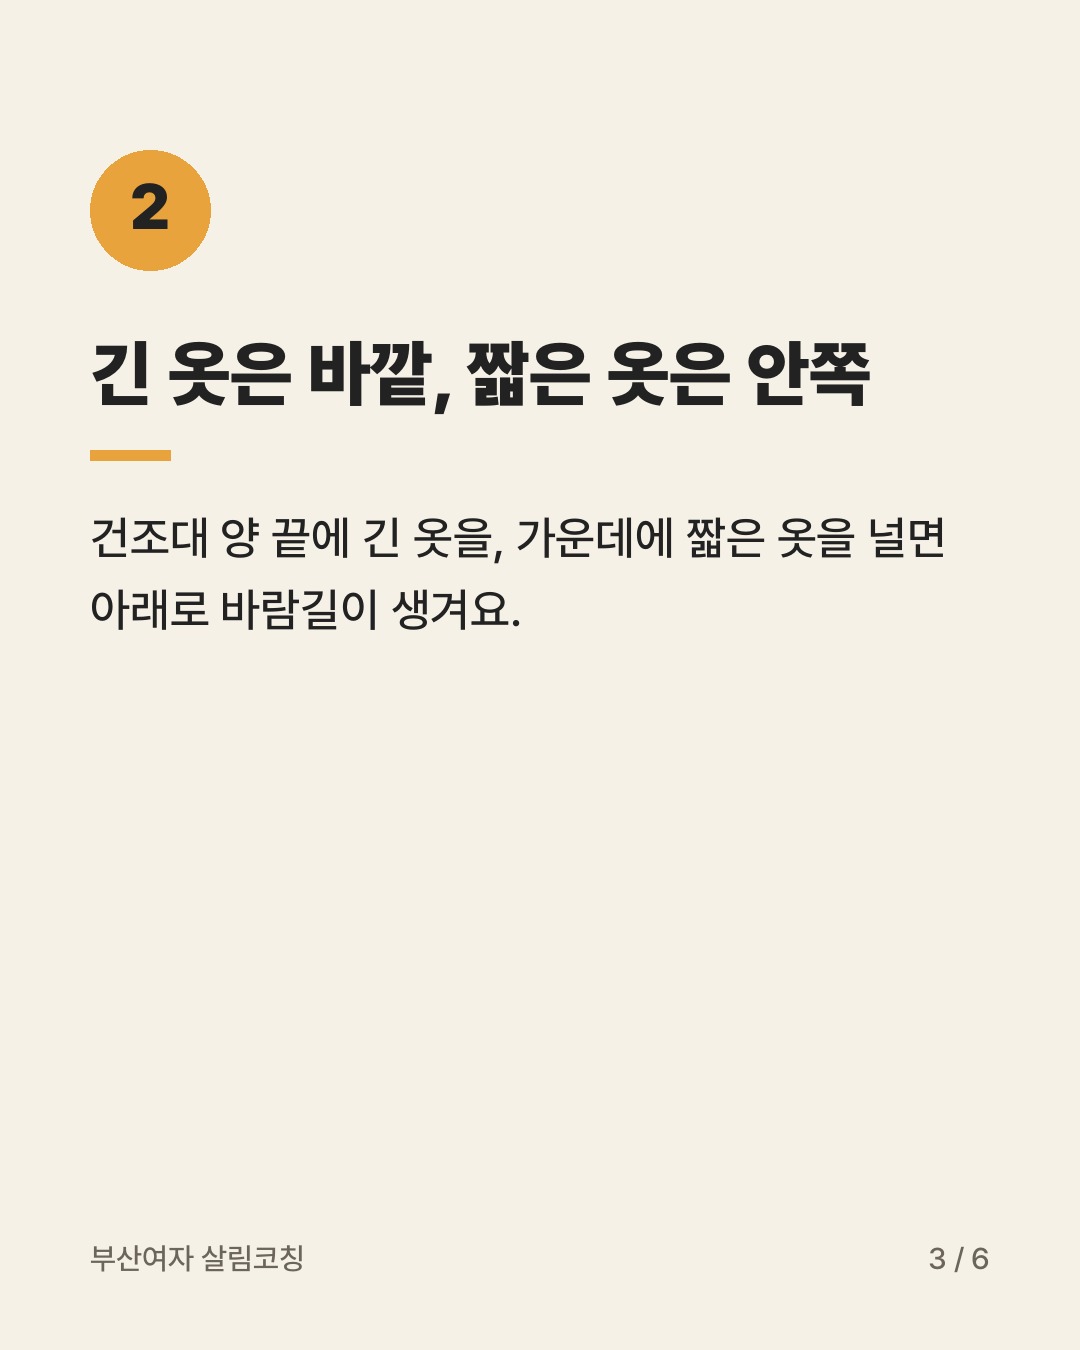 2
긴 옷은 바깥, 짧은 옷은 안쪽
건조대 양 끝에 긴 옷을, 가운데에 짧은 옷을 널면
아래로 바람길이 생겨요.
부산여자 살림코칭
3 / 6